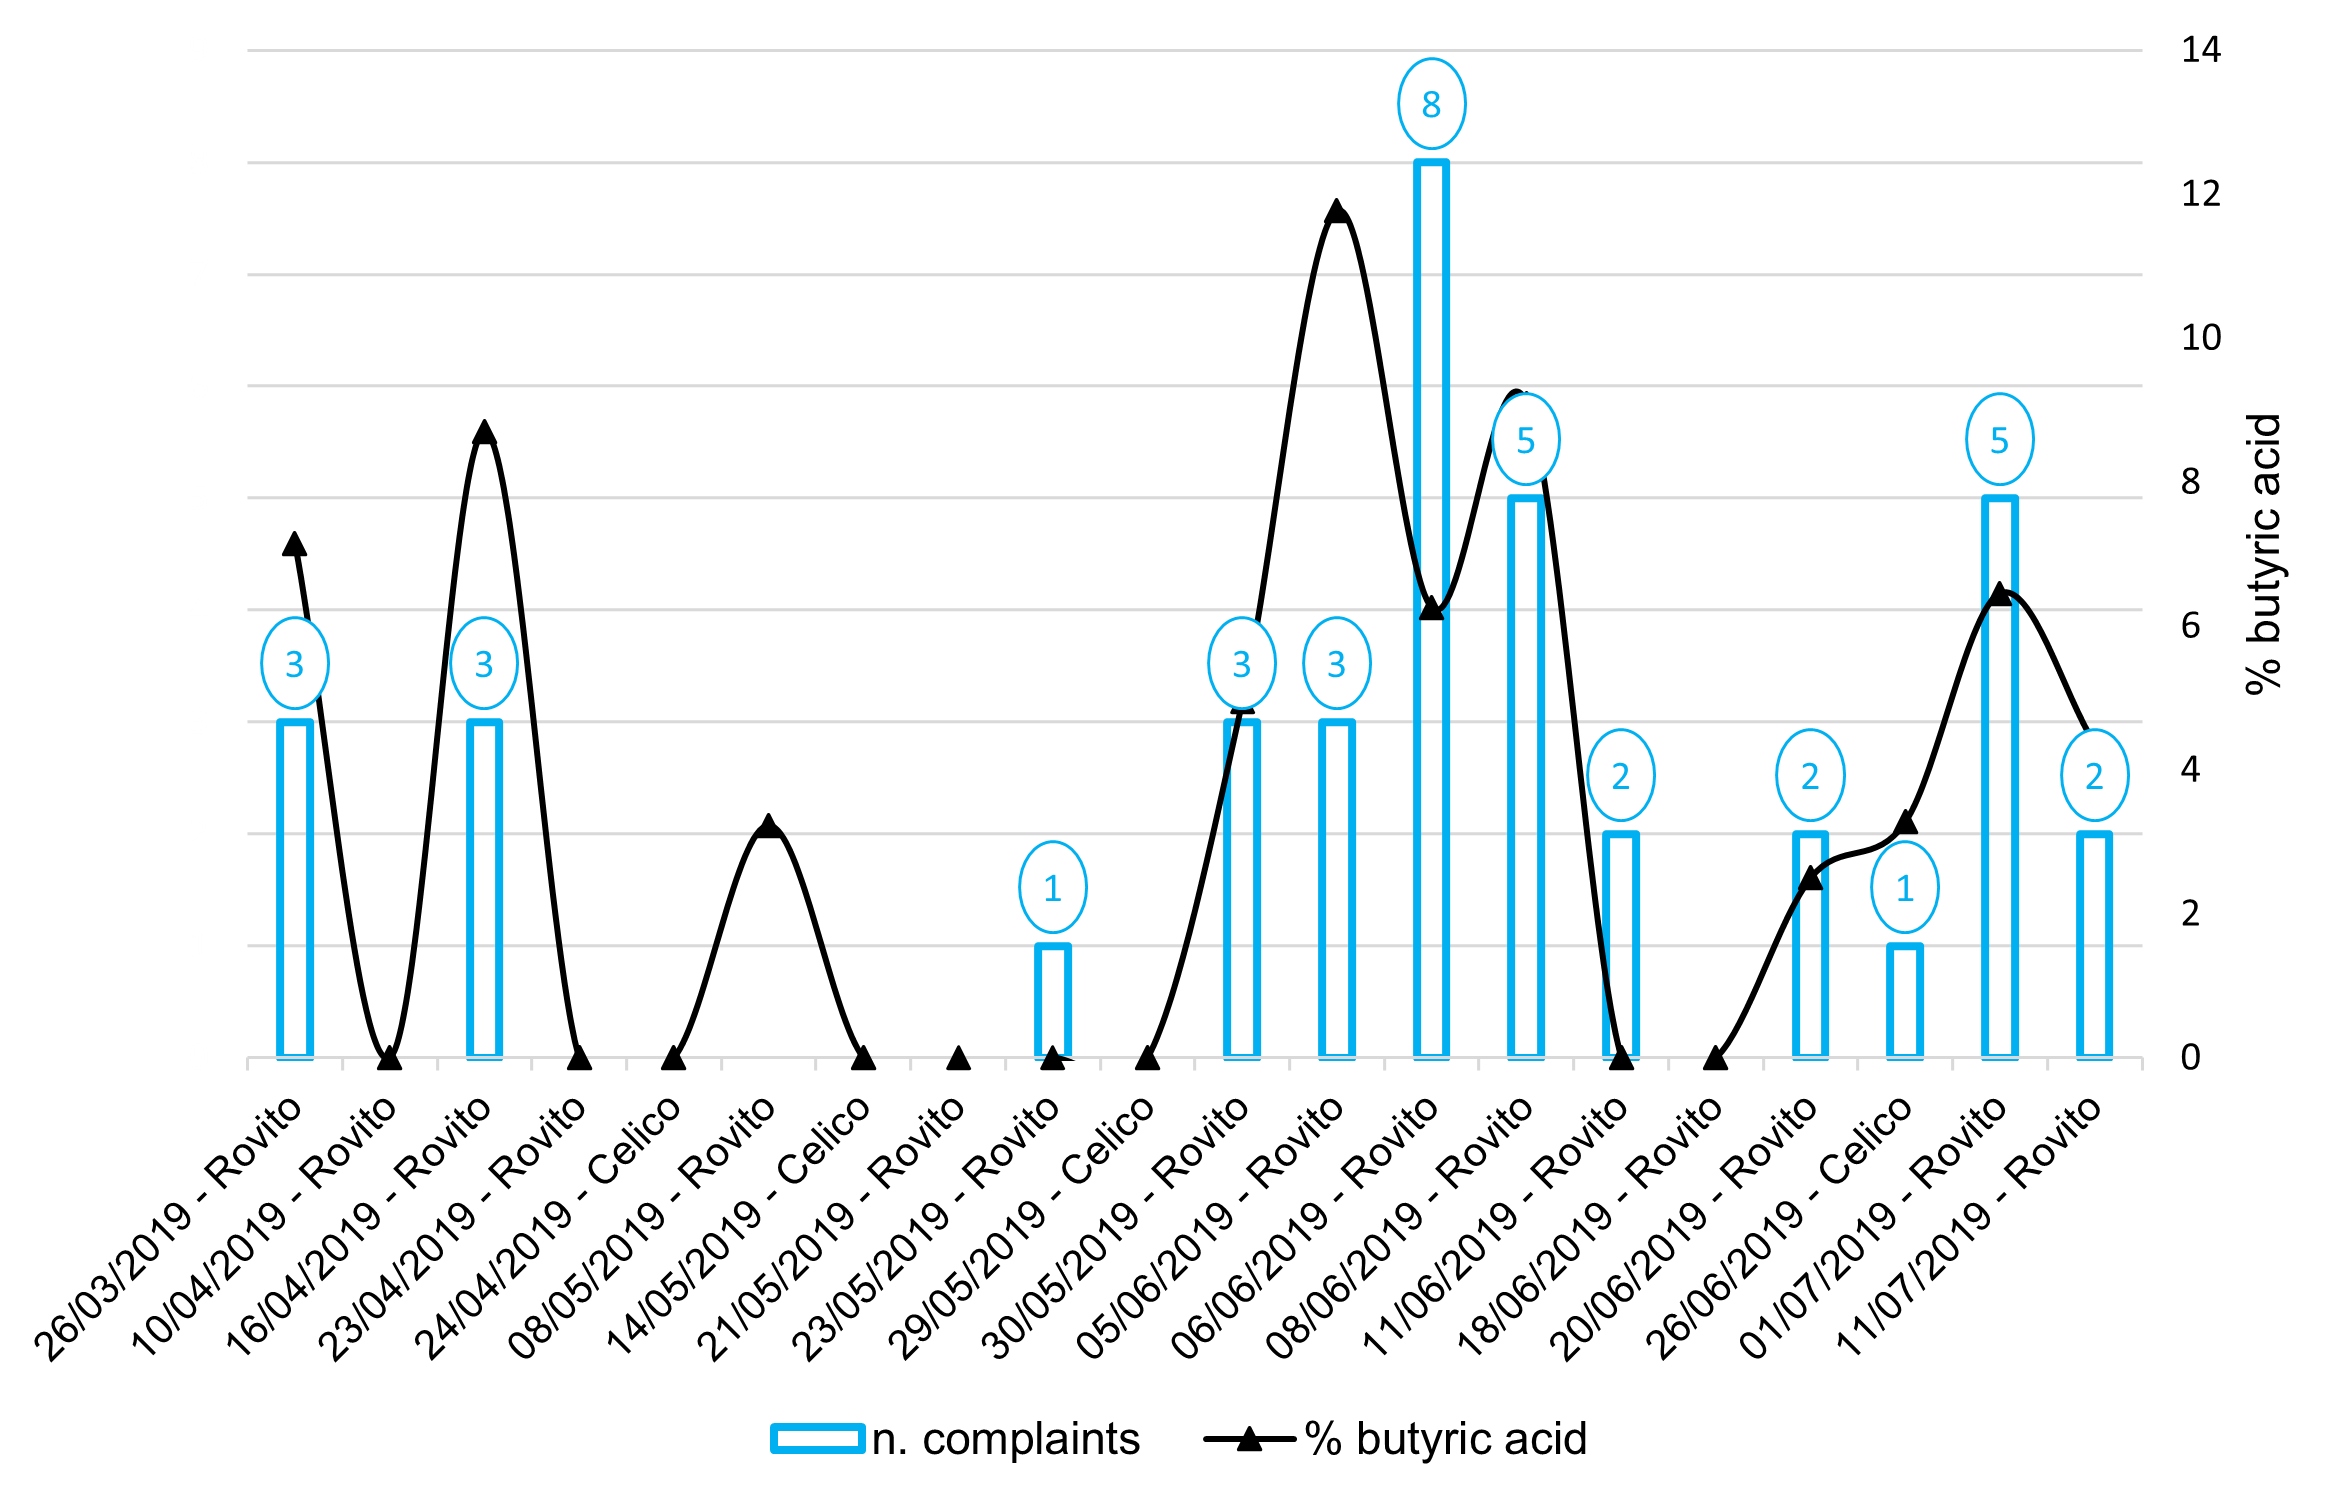 14
12
10
8
6
4
2
0
% butyric acid
3
3
1
3
3
8
5
2
2
1
5
2
26/03/2019 - Rovito
10/04/2019 - Rovito
16/04/2019 - Rovito
23/04/2019 - Rovito
24/04/2019 - Celico
08/05/2019 - Rovito
14/05/2019 - Celico
21/05/2019 - Rovito
23/05/2019 - Rovito
29/05/2019 - Celico
30/05/2019 - Rovito
05/06/2019 - Rovito
06/06/2019 - Rovito
08/06/2019 - Rovito
11/06/2019 - Rovito
18/06/2019 - Rovito
20/06/2019 - Rovito
26/06/2019 - Celico
01/07/2019 - Rovito
11/07/2019 - Rovito
n. complaints
% butyric acid